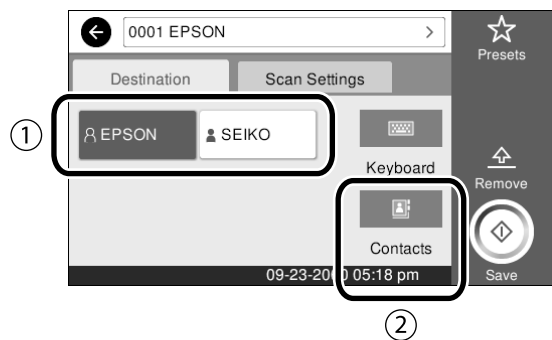 0001 EPSON
Presets
Destination
Scan Settings
①
EPSON
SEIKO
Keyboard
Remove
Contacts
09-23-2000 05:18 pm
Save
②